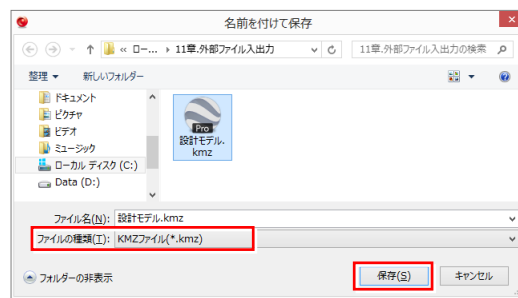 名前を付けて保存
« ロー... ▸ 11章.外部ファイル入出力
11章.外部ファイル入出力の検索
整理 ▼ 新しいフォルダー
ドキュメント
ピクチャ
ビデオ
ミュージック
ローカル ディスク (C:)
Data (D:)
Pro
設計モデル.
kmz
ファイル名(N): 設計モデル.kmz
ファイルの種類(T): KMZファイル(*.kmz)
フォルダーの非表示
保存(S)
キャンセル